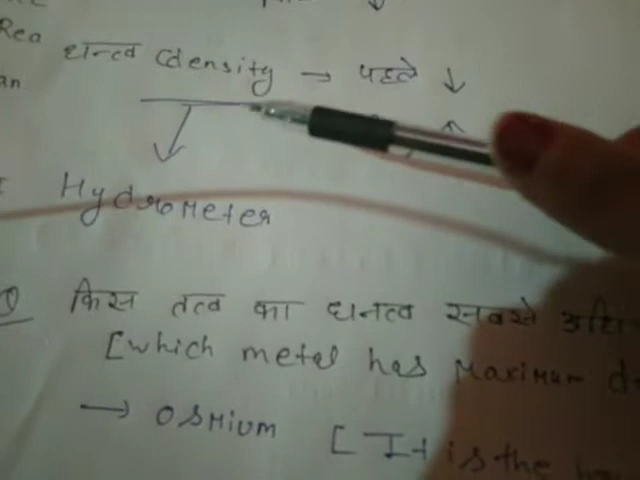 Rea
घनत्व (density → पहले ↓
an
↑
Hydrometer
Q किस तत्व का घनत्व सबसे
[which metal has Maximum
→ osmium [It is the